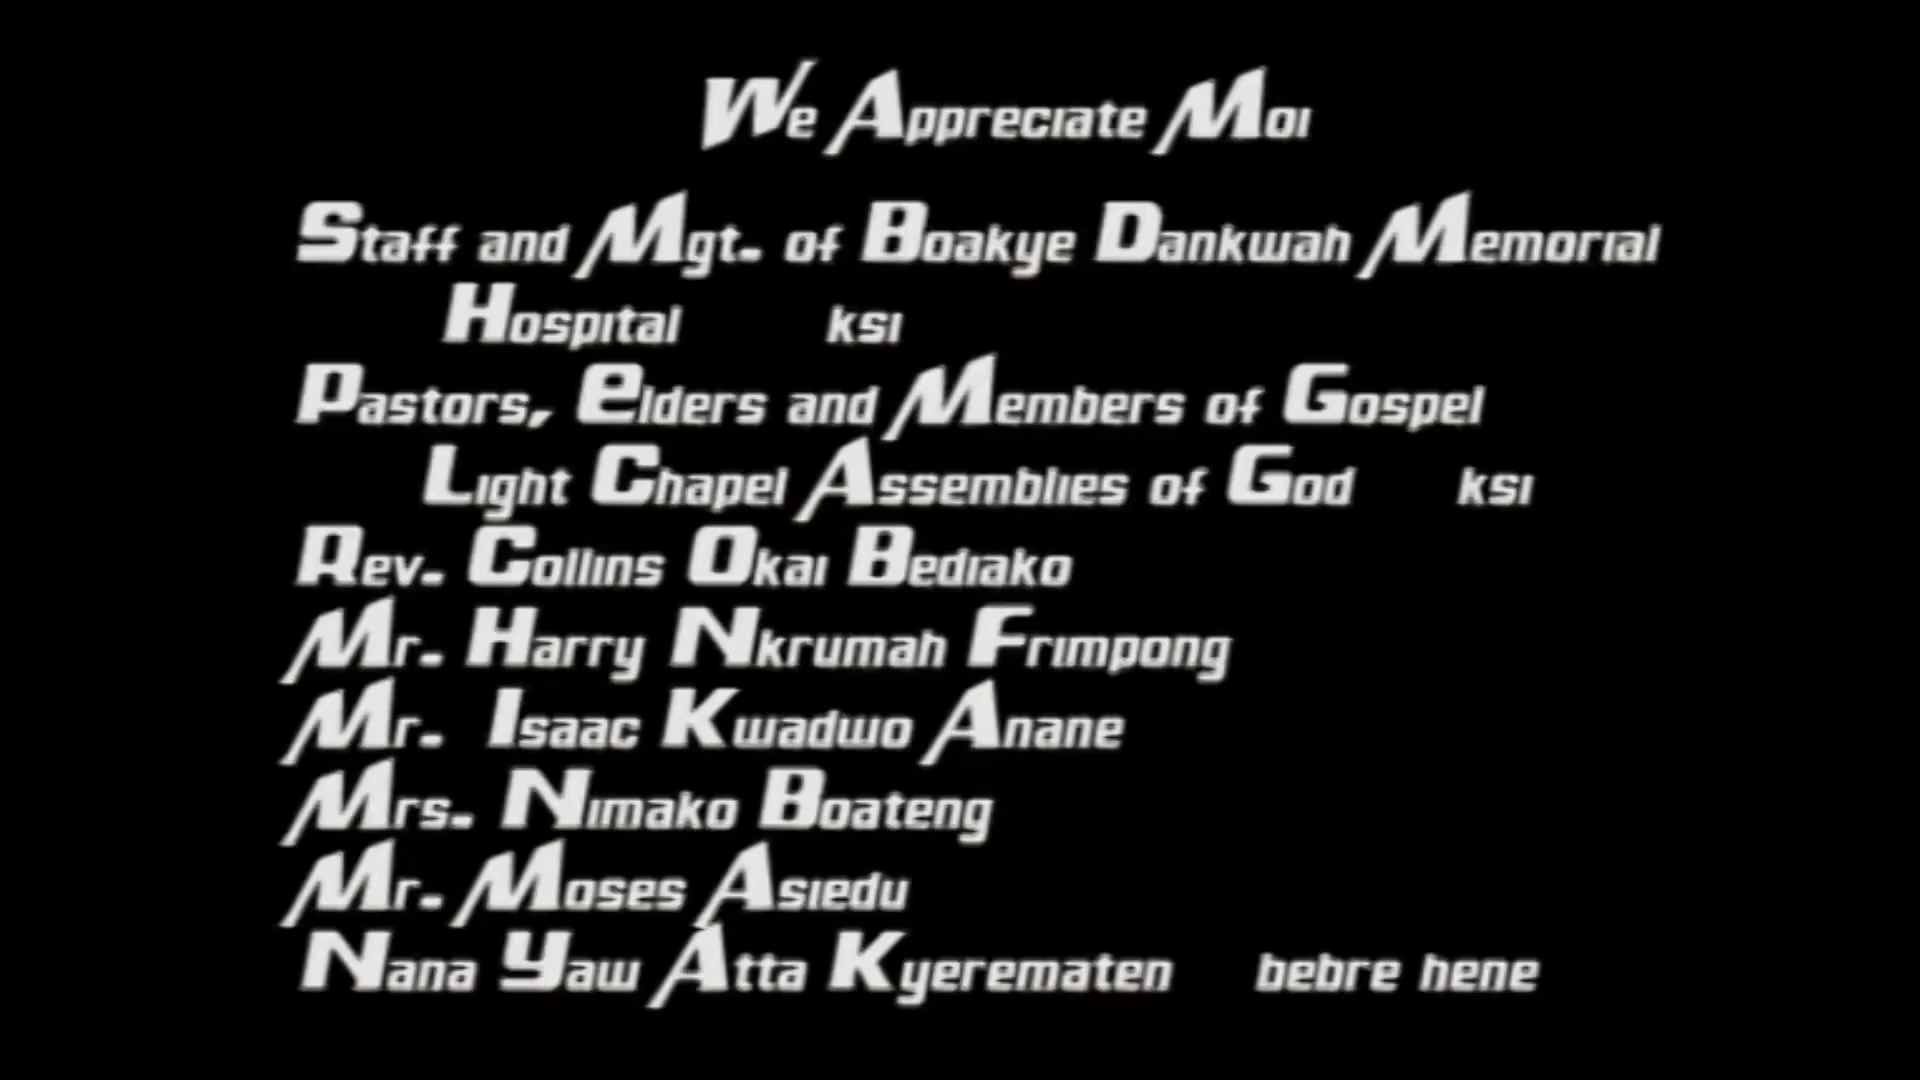 We Appreciate Moi
Staff and Mgt. of Boakye Dankwah Memorial
Hospital ksi
Pastors, Elders and Members of Gospel
Light Chapel Assemblies of God ksi
Rev. Collins Okai Bediako
Mr. Harry Nkrumah Frimpong
Mr. Isaac Kwadwo Anane
Mrs. Nimako Boateng
Mr. Moses Asiedu
Nana Yaw Atta Kyerematen bebre hene